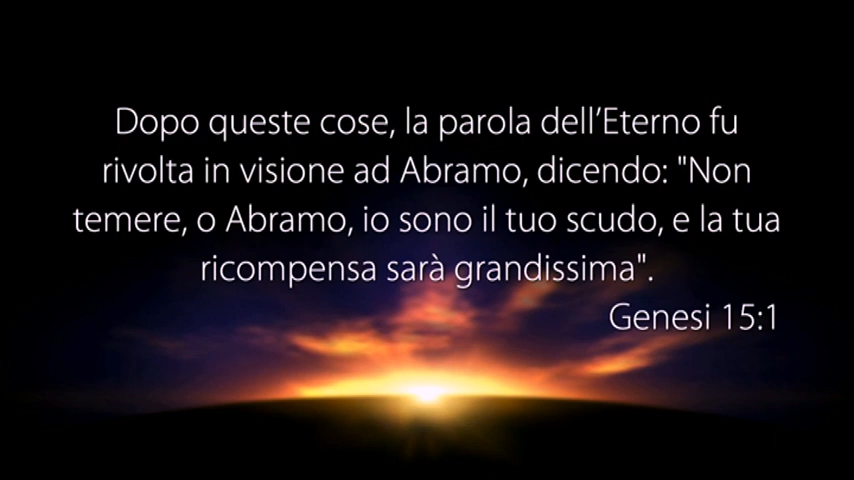 Dopo queste cose, la parola dell’Eterno fu
rivolta in visione ad Abramo, dicendo: "Non
temere, o Abramo, io sono il tuo scudo, e la tua
ricompensa sarà grandissima".
Genesi 15:1